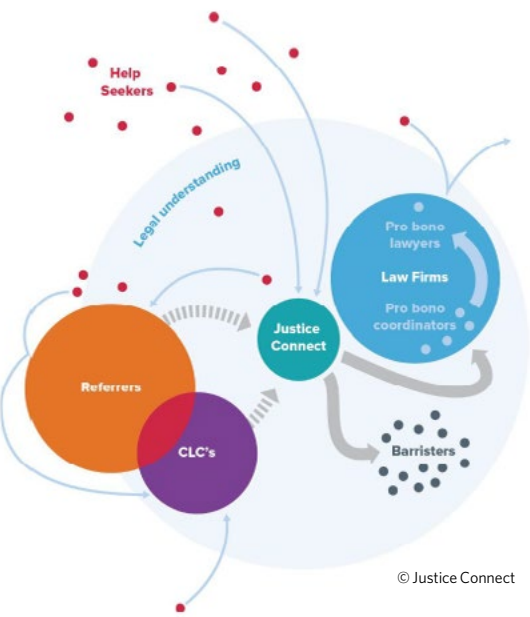 Help
Seekers
Legal understanding
Pro bono
lawyers
Law Firms
Pro bono
coordinators
Justice
Connect
Referrers
CLC's
Barristers
© Justice Connect